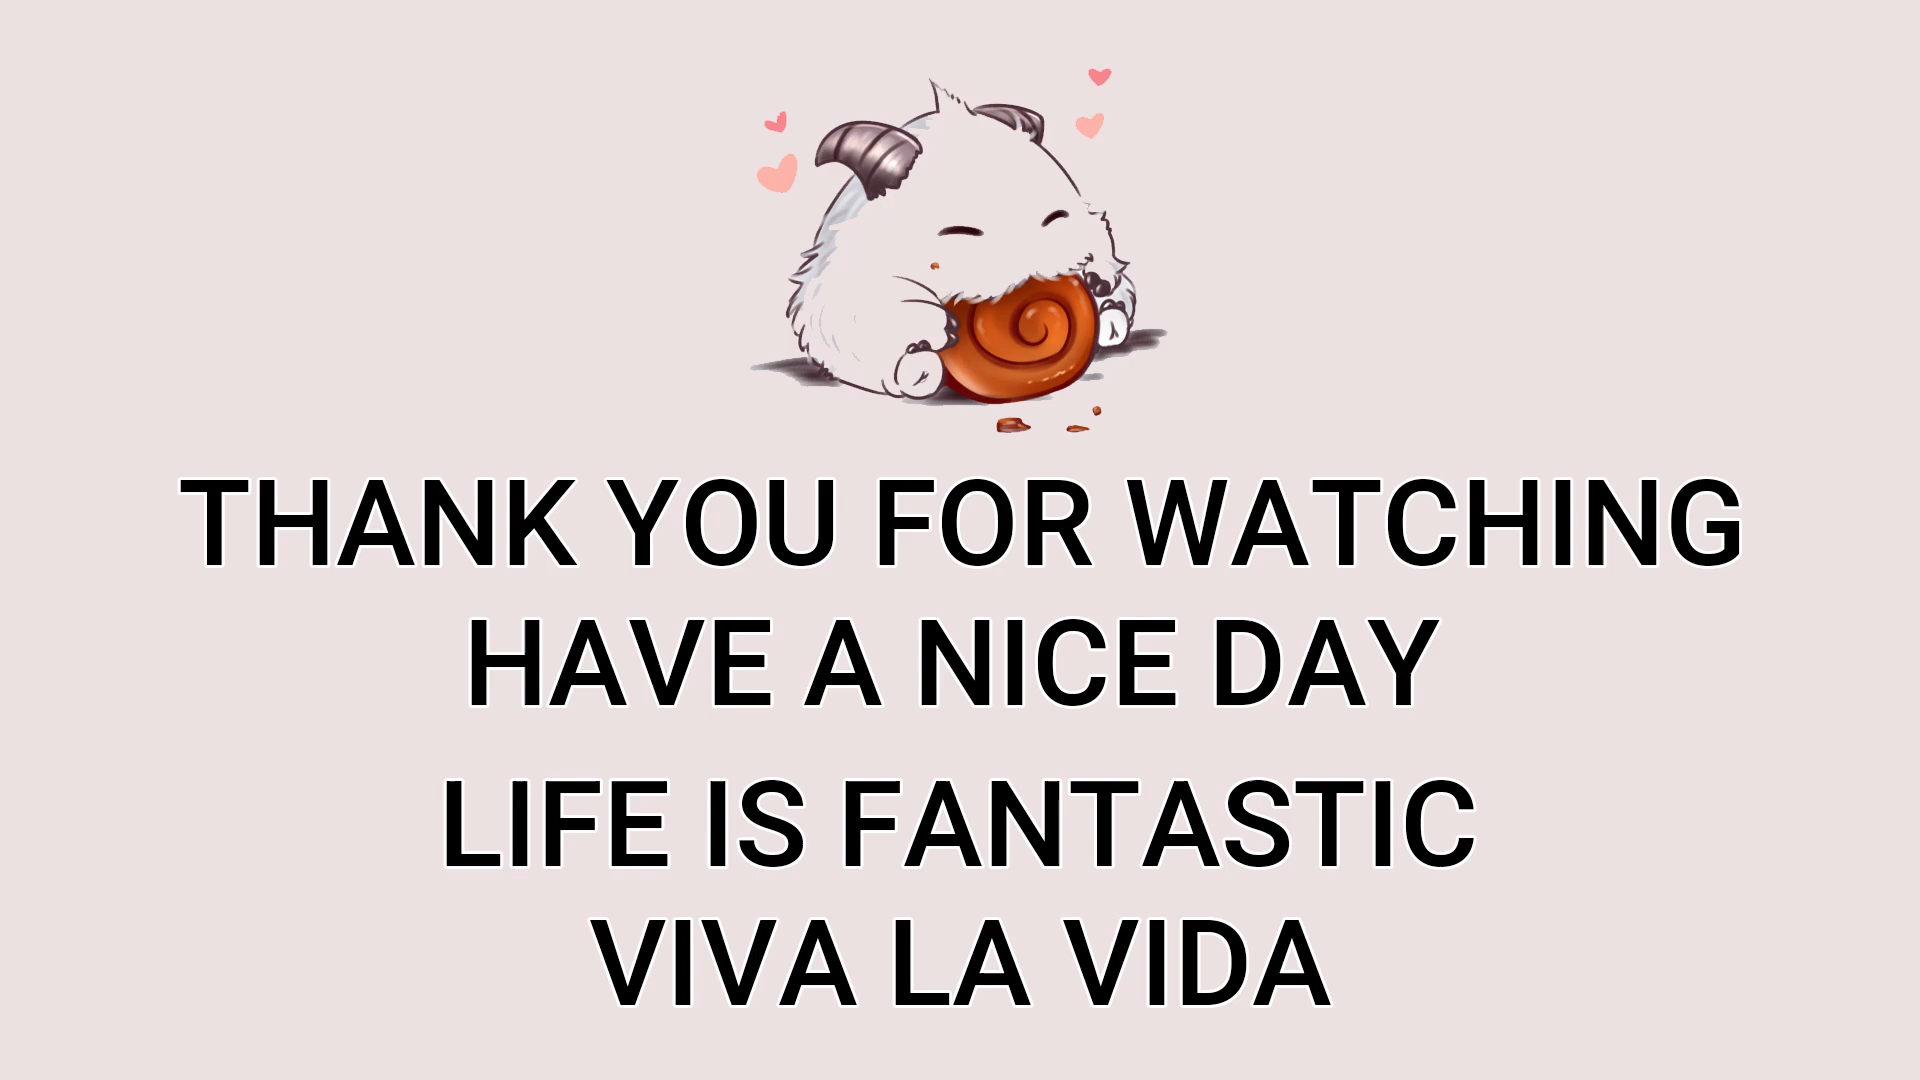 THANK YOU FOR WATCHING
HAVE A NICE DAY
LIFE IS FANTASTIC
VIVA LA VIDA